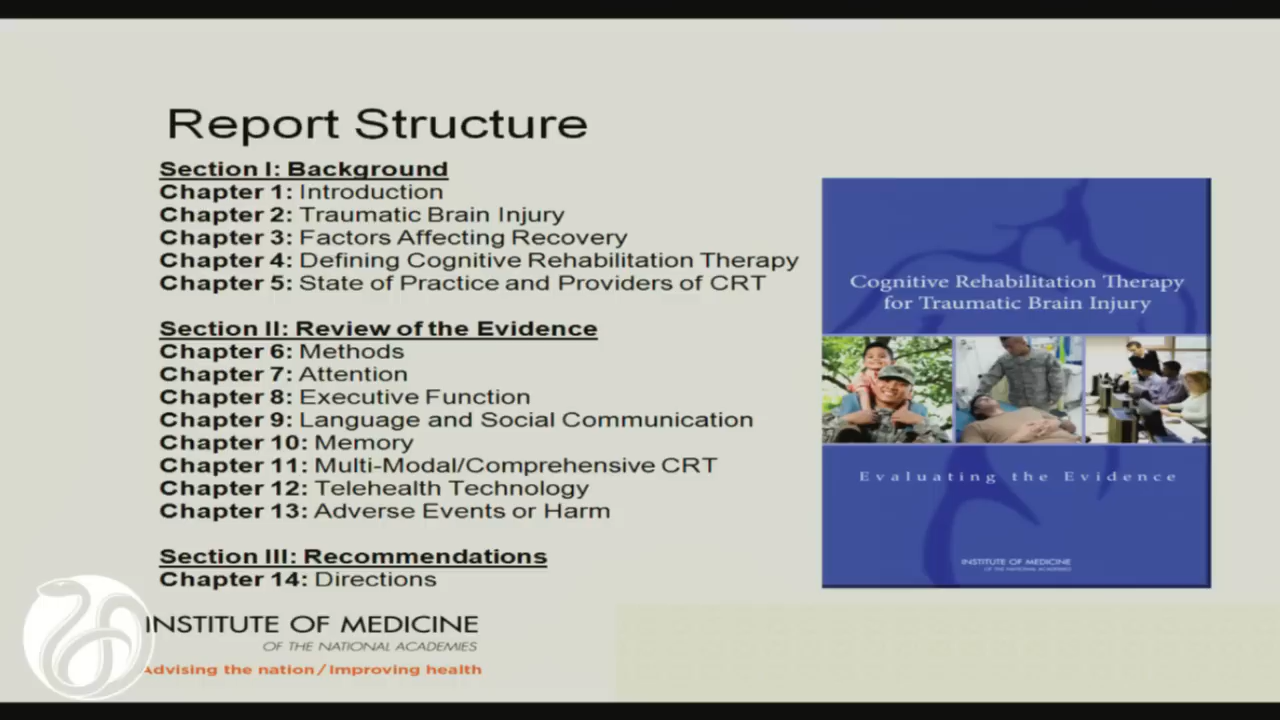 Report Structure
Section I: Background
Chapter 1: Introduction
Chapter 2: Traumatic Brain Injury
Chapter 3: Factors Affecting Recovery
Chapter 4: Defining Cognitive Rehabilitation Therapy
Chapter 5: State of Practice and Providers of CRT
Section II: Review of the Evidence
Chapter 6: Methods
Chapter 7: Attention
Chapter 8: Executive Function
Chapter 9: Language and Social Communication
Chapter 10: Memory
Chapter 11: Multi-Modal/Comprehensive CRT
Chapter 12: Telehealth Technology
Chapter 13: Adverse Events or Harm
Section III: Recommendations
Chapter 14: Directions
INSTITUTE OF MEDICINE
OF THE NATIONAL ACADEMIES
Advising the nation/Improving health
Cognitive Rehabilitation Therapy
for Traumatic Brain Injury
Evaluating the Evidence
INSTITUTE OF MEDICINE
OF THE NATIONAL ACADEMIES